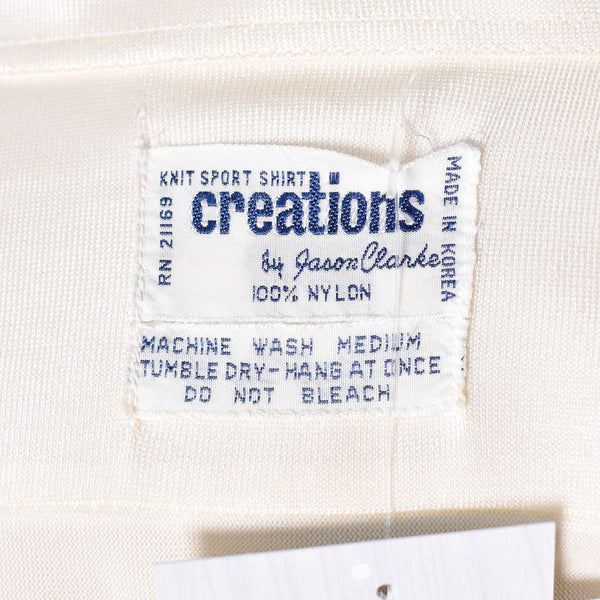 KNIT SPORT SHIRT
creations
by Jason Clarke
100% NYLON
RN 21169
MADE IN KOREA
MACHINE WASH MEDIUM
TUMBLE DRY-HANG AT ONCE
DO NOT BLEACH